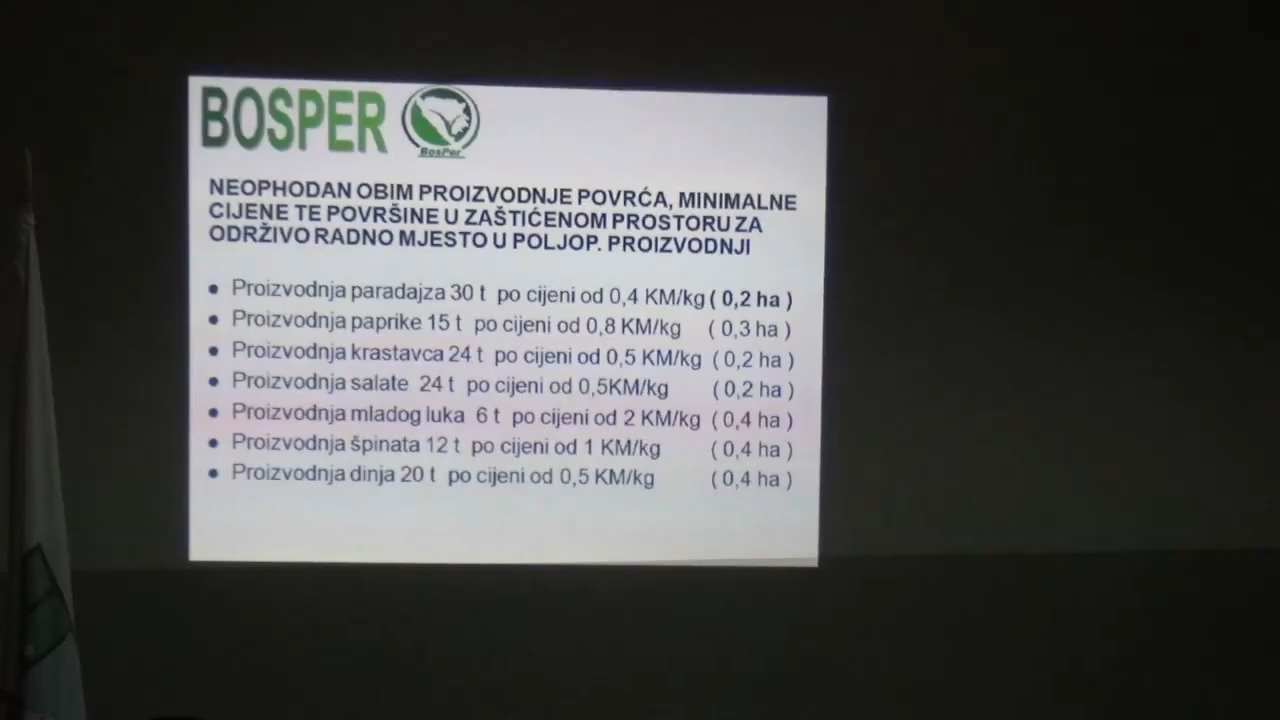 BOSPER
BosPer
NEOPHODAN OBIM PROIZVODNJE POVRĆA, MINIMALNE
CIJENE TE POVRŠINE U ZAŠTIĆENOM PROSTORU ZA
ODRŽIVO RADNO MJESTO U POLJOP. PROIZVODNJI
• Proizvodnja paradajza 30 t po cijeni od 0,4 KM/kg ( 0,2 ha )
• Proizvodnja paprike 15 t po cijeni od 0,8 KM/kg ( 0,3 ha )
• Proizvodnja krastavca 24 t po cijeni od 0,5 KM/kg ( 0,2 ha )
• Proizvodnja salate 24 t po cijeni od 0,5KM/kg ( 0,2 ha )
• Proizvodnja mladog luka 6 t po cijeni od 2 KM/kg ( 0,4 ha )
• Proizvodnja špinata 12 t po cijeni od 1 KM/kg ( 0,4 ha )
• Proizvodnja dinja 20 t po cijeni od 0,5 KM/kg ( 0,4 ha )